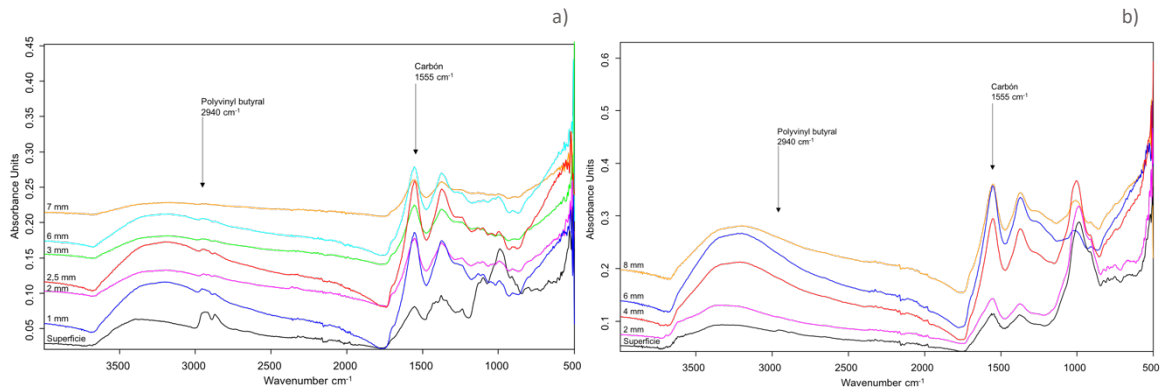 a)
0.45
0.40
0.35
0.30
0.25
0.20
0.15
0.10
0.05
Absorbance Units
Polyvinyl butyral
2940 cm⁻¹
Carbón
1555 cm⁻¹
7 mm
6 mm
3 mm
2,5 mm
2 mm
1 mm
Superficie
3500 3000 2500 2000 1500 1000 500
Wavenumber cm⁻¹
b)
0.6
0.5
0.4
0.3
0.2
0.1
Absorbance Units
Carbón
1555 cm⁻¹
Polyvinyl butyral
2940 cm⁻¹
8 mm
6 mm
4 mm
2 mm
Superficie
3500 3000 2500 2000 1500 1000 500
Wavenumber cm⁻¹